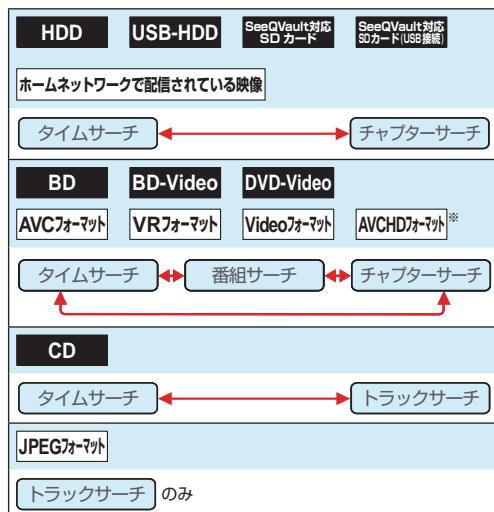 HDD USB-HDD SeeQVault対応 SDカード SeeQVault対応 SDカード(USB接続)
ホームネットワークで配信されている映像
タイムサーチ チャプターサーチ
BD BD-Video DVD-Video
AVCフォーマット VRフォーマット Videoフォーマット AVCHDフォーマット※
タイムサーチ 番組サーチ チャプターサーチ
CD
タイムサーチ トラックサーチ
JPEGフォーマット
トラックサーチ のみ